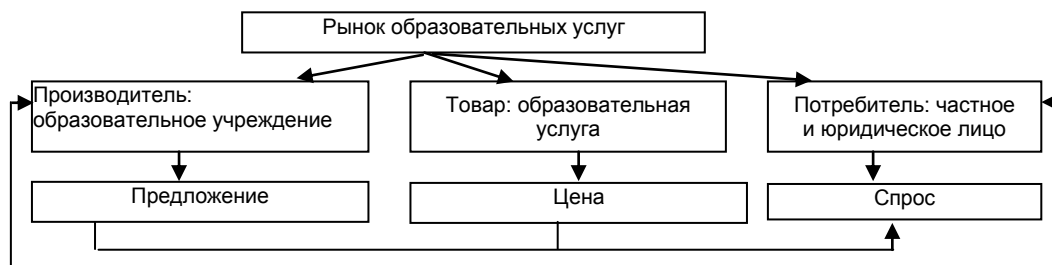 Рынок образовательных услуг
Производитель:
образовательное учреждение
Товар: образовательная
услуга
Потребитель: частное
и юридическое лицо
Предложение
Цена
Спрос